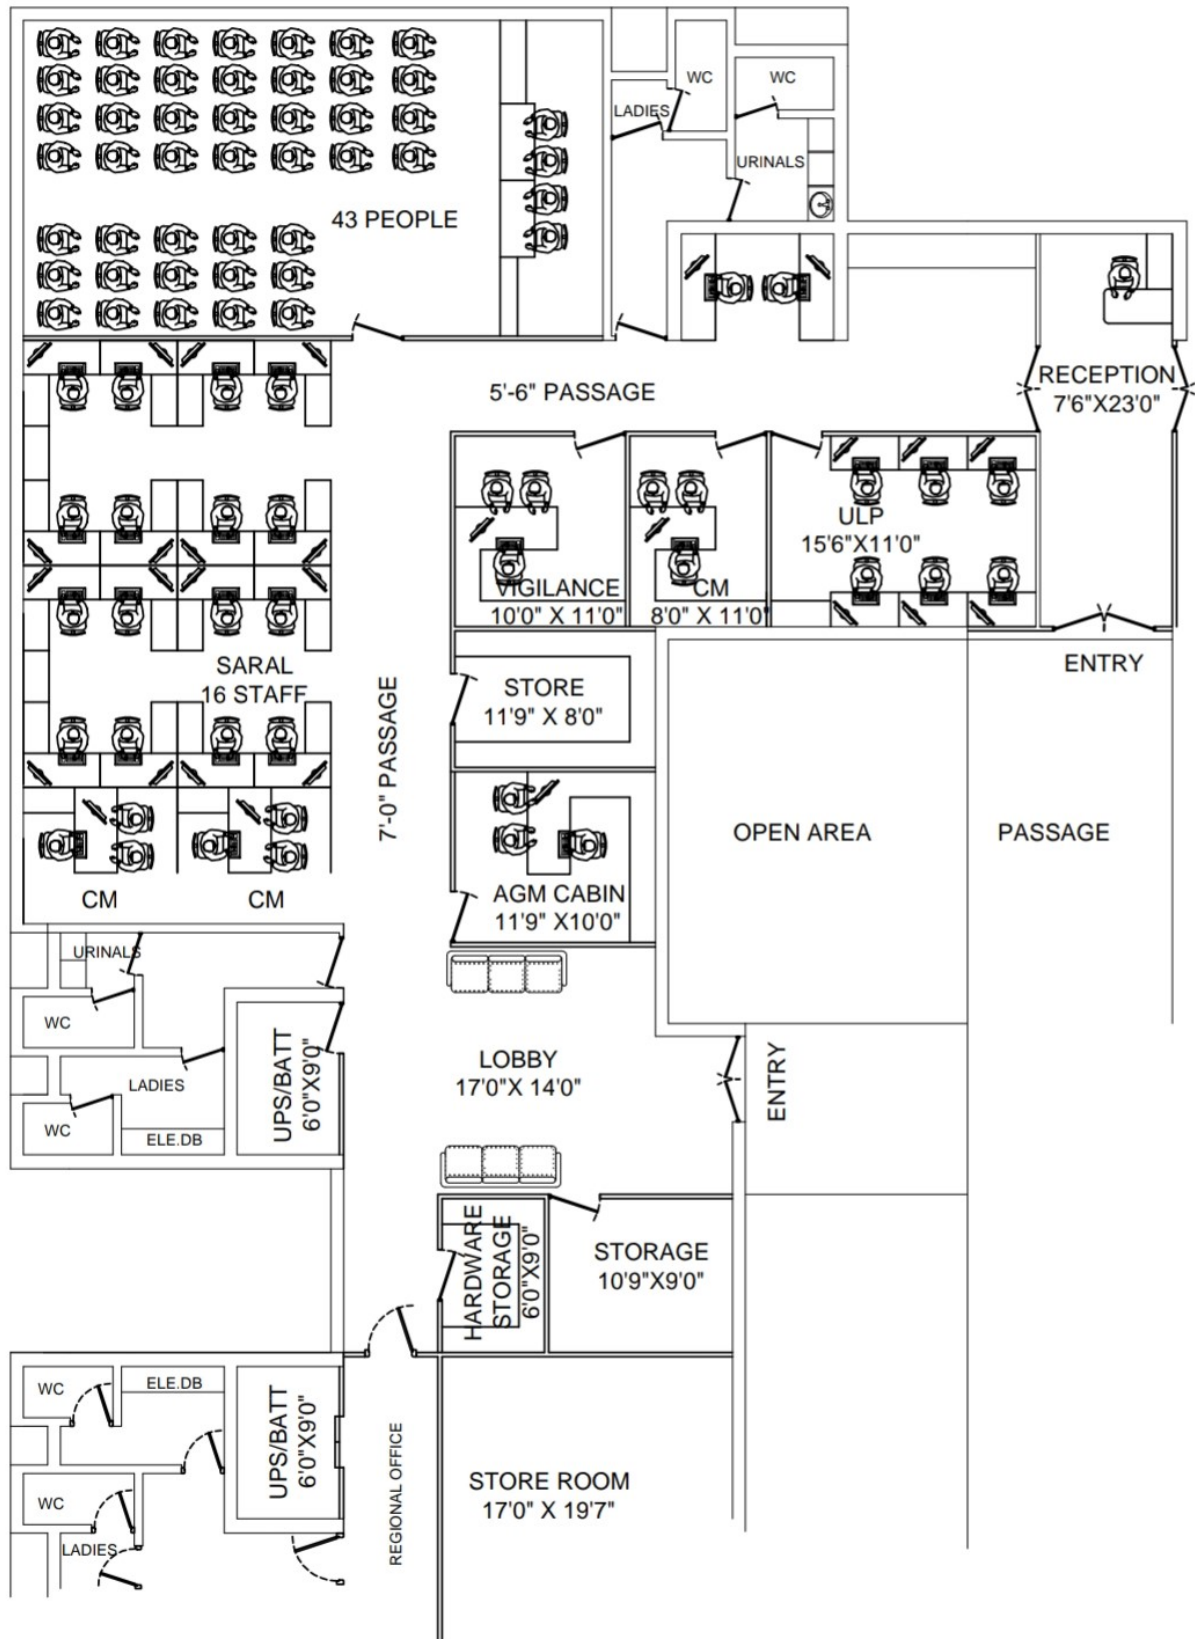 WC
WC
LADIES
URINALS
43 PEOPLE
RECEPTION
7'6"X23'0"
5'-6" PASSAGE
ULP
15'6"X11'0"
VIGILANCE
10'0" X 11'0"
CM
8'0" X 11'0"
ENTRY
SARAL
16 STAFF
STORE
11'9" X 8'0"
7'-0" PASSAGE
OPEN AREA
PASSAGE
AGM CABIN
11'9" X10'0"
CM
CM
URINALS
WC
UPS/BATT
6'0"X9'0"
LOBBY
17'0"X 14'0"
ENTRY
LADIES
WC
ELE.DB
HARDWARE
STORAGE
6'0"X9'0"
STORAGE
10'9"X9'0"
WC
ELE.DB
UPS/BATT
6'0"X9'0"
REGIONAL OFFICE
STORE ROOM
17'0" X 19'7"
WC
LADIES